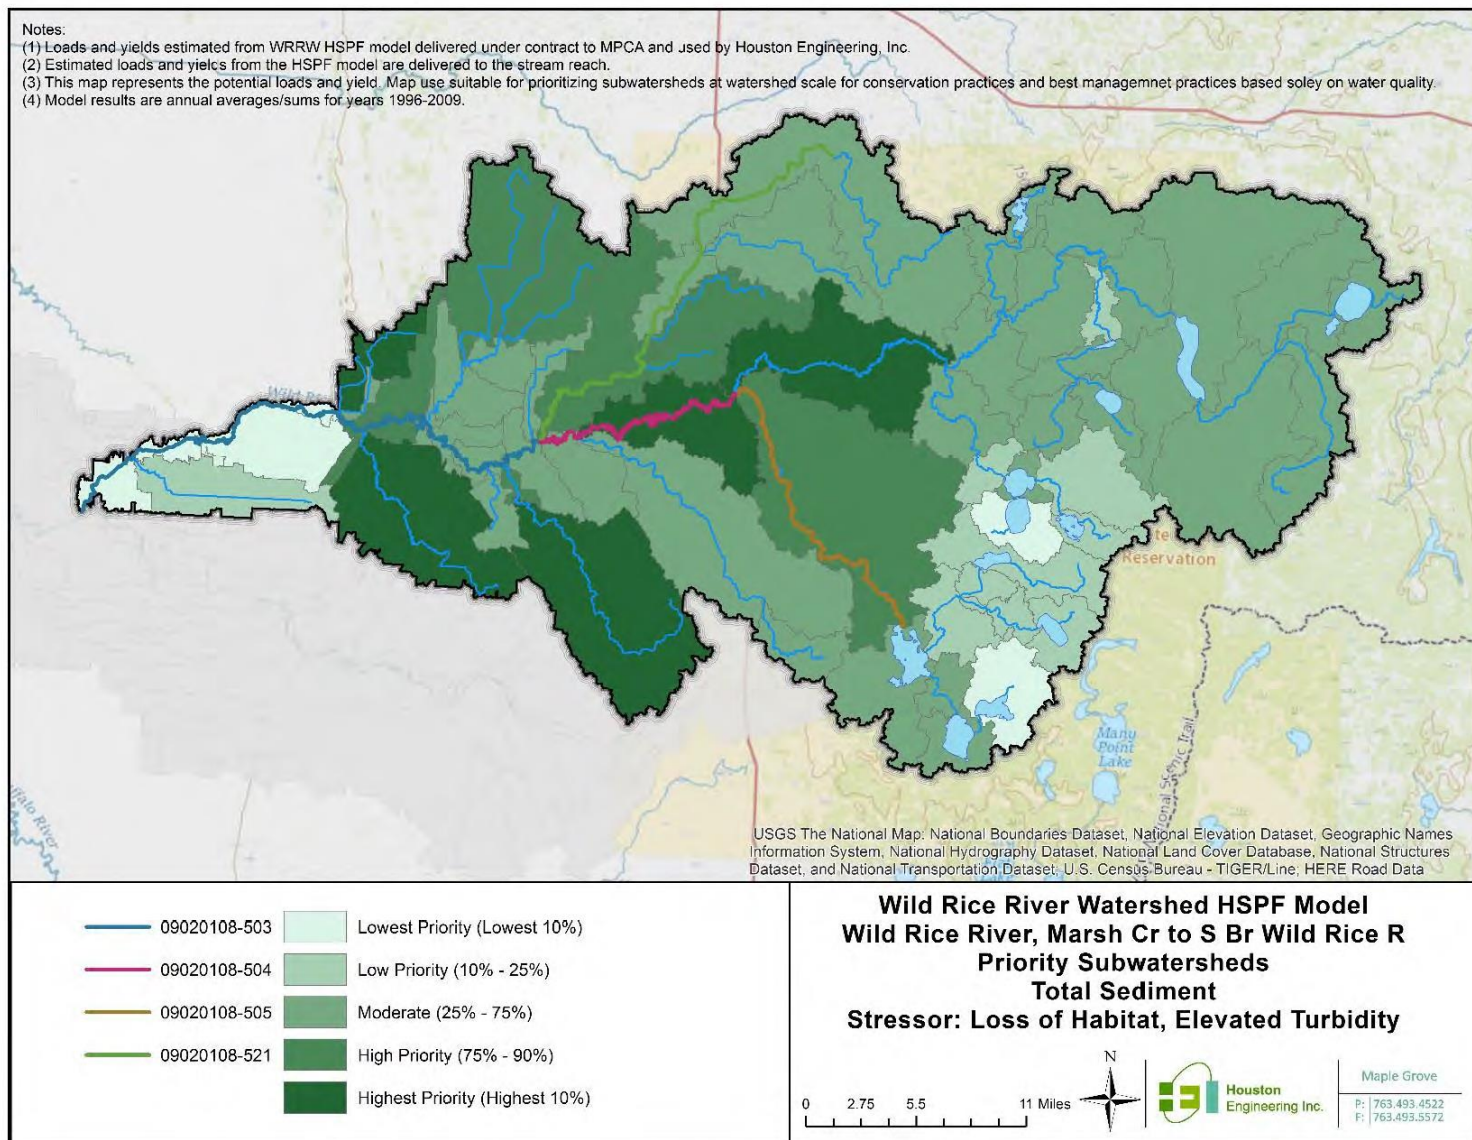 Notes:
(1) Loads and yields estimated from WRRW HSPF model delivered under contract to MPCA and used by Houston Engineering, Inc.
(2) Estimated loads and yields from the HSPF model are delivered to the stream reach.
(3) This map represents the potential loads and yield. Map use suitable for prioritizing subwatersheds at watershed scale for conservation practices and best managemnet practices based soley on water quality.
(4) Model results are annual averages/sums for years 1996-2009.
Wild
Reservation
Many
Point
Lake
National Scenic Trail
River
USGS The National Map: National Boundaries Dataset, National Elevation Dataset, Geographic Names
Information System, National Hydrography Dataset, National Land Cover Database, National Structures
Dataset, and National Transportation Dataset; U.S. Census Bureau - TIGER/Line; HERE Road Data
09020108-503
09020108-504
09020108-505
09020108-521
Lowest Priority (Lowest 10%)
Low Priority (10% - 25%)
Moderate (25% - 75%)
High Priority (75% - 90%)
Highest Priority (Highest 10%)
Wild Rice River Watershed HSPF Model
Wild Rice River, Marsh Cr to S Br Wild Rice R
Priority Subwatersheds
Total Sediment
Stressor: Loss of Habitat, Elevated Turbidity
0 2.75 5.5 11 Miles
N
Houston
Engineering Inc.
Maple Grove
P: 763.493.4522
F: 763.493.5572